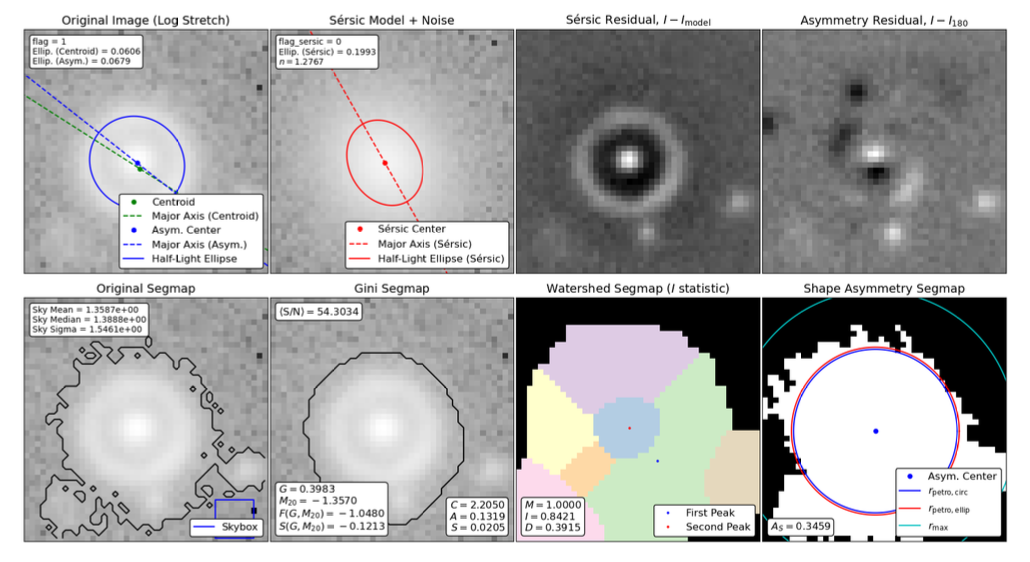 Original Image (Log Stretch)
Sérsic Model + Noise
Sérsic Residual, I − I_model
Asymmetry Residual, I − I_180
flag = 1
Ellip. (Centroid) = 0.0606
Ellip. (Asym.) = 0.0679
flag_sersic = 0
Ellip. (Sérsic) = 0.1993
n = 1.2767
Centroid
Major Axis (Centroid)
Asym. Center
Major Axis (Asym.)
Half-Light Ellipse
Sérsic Center
Major Axis (Sérsic)
Half-Light Ellipse (Sérsic)
Original Segmap
Gini Segmap
Watershed Segmap (I statistic)
Shape Asymmetry Segmap
Sky Mean = 1.3587e+00
Sky Median = 1.3888e+00
Sky Sigma = 1.5461e+00
Skybox
⟨S/N⟩ = 54.3034
G = 0.3983
M_20 = −1.3570
F(G, M_20) = −1.0480
S(G, M_20) = −0.1213
C = 2.2050
A = 0.1319
S = 0.0205
M = 1.0000
I = 0.8421
D = 0.3915
First Peak
Second Peak
A_S = 0.3459
Asym. Center
r_petro, circ
r_petro, ellip
r_max